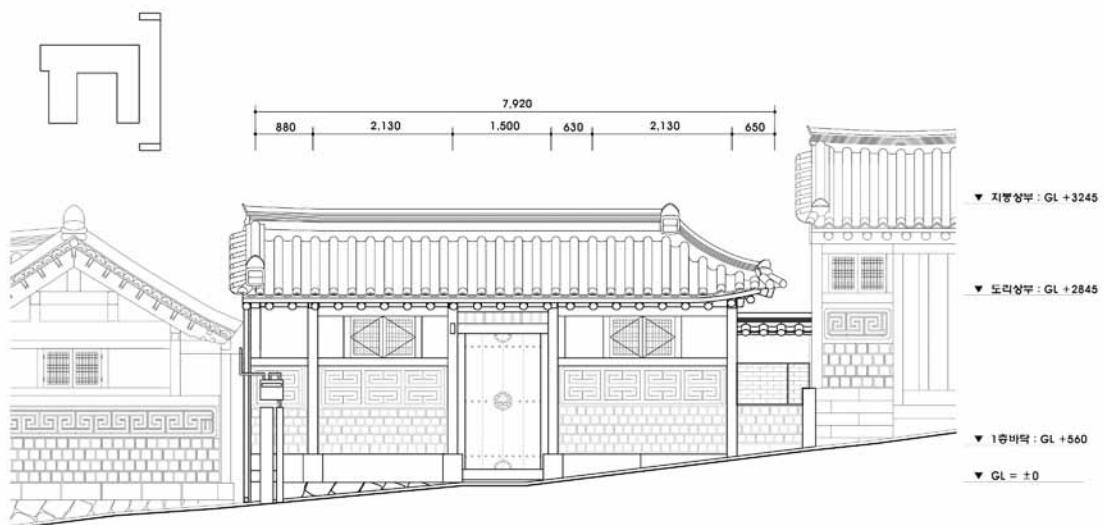 7,920
880 2,130 1,500 630 2,130 650
▼ 지붕상부 : GL +3245
▼ 도리상부 : GL +2845
▼ 1층바닥 : GL +560
▼ GL = ±0